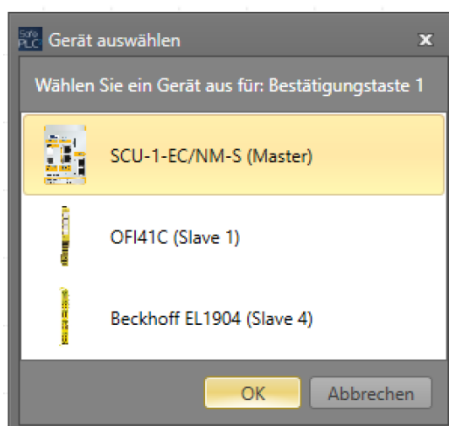 Safe PLC
Gerät auswählen x
Wählen Sie ein Gerät aus für: Bestätigungstaste 1
SCU-1-EC/NM-S (Master)
OFI41C (Slave 1)
Beckhoff EL1904 (Slave 4)
OK Abbrechen